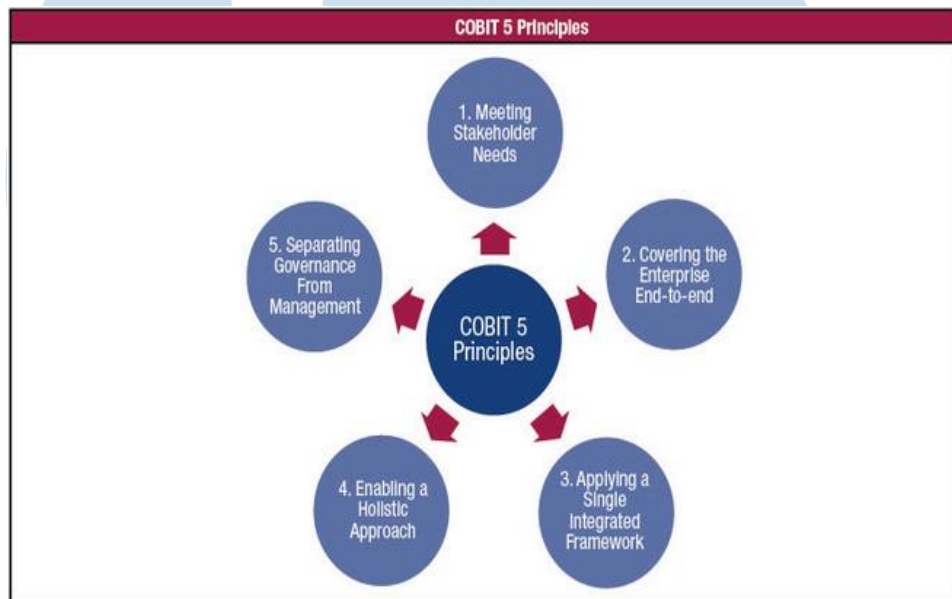 COBIT 5 Principles
1. Meeting
Stakeholder
Needs
5. Separating
Governance
From
Management
2. Covering the
Enterprise
End-to-end
COBIT 5
Principles
4. Enabling a
Holistic
Approach
3. Applying a
Single
Integrated
Framework